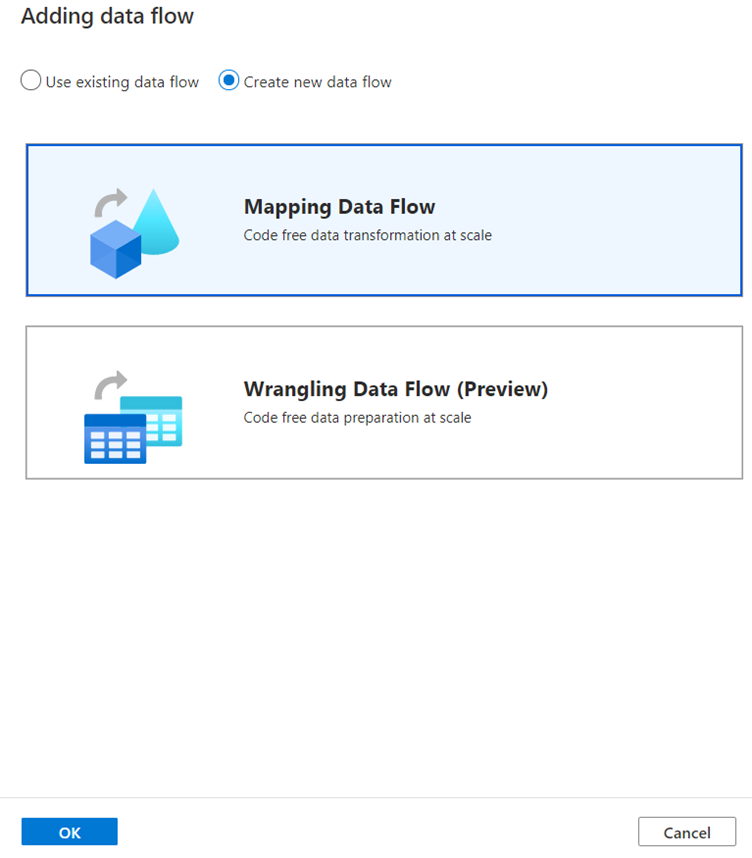 Adding data flow
Use existing data flow Create new data flow
Mapping Data Flow
Code free data transformation at scale
Wrangling Data Flow (Preview)
Code free data preparation at scale
OK Cancel